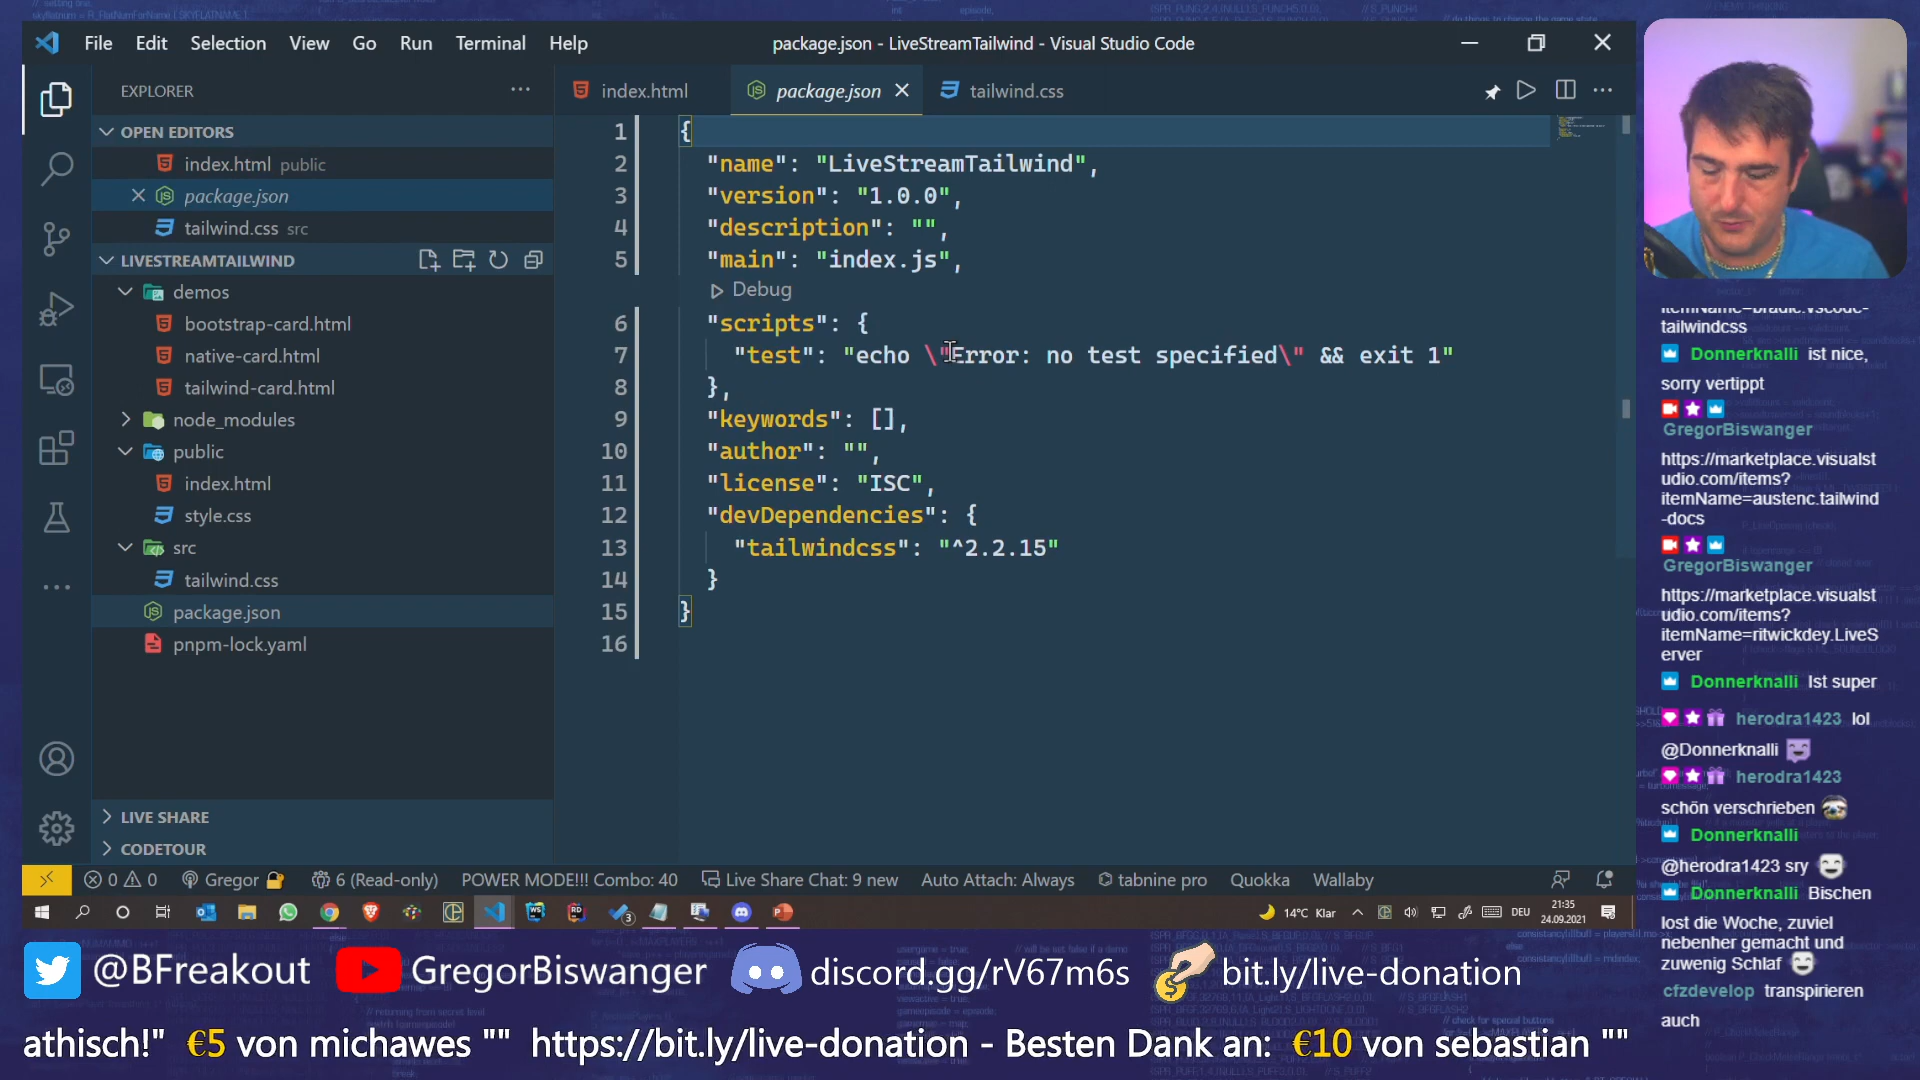 File Edit Selection View Go Run Terminal Help
package.json - LiveStreamTailwind - Visual Studio Code
EXPLORER
OPEN EDITORS
index.html public
package.json
tailwind.css src
LIVESTREAMTAILWIND
demos
bootstrap-card.html
native-card.html
tailwind-card.html
node_modules
public
index.html
style.css
src
tailwind.css
package.json
pnpm-lock.yaml
LIVE SHARE
CODETOUR
index.html package.json tailwind.css
1 {
2 "name": "LiveStreamTailwind",
3 "version": "1.0.0",
4 "description": "",
5 "main": "index.js",
Debug
6 "scripts": {
7 "test": "echo \"Error: no test specified\" && exit 1"
8 },
9 "keywords": [],
10 "author": "",
11 "license": "ISC",
12 "devDependencies": {
13 "tailwindcss": "^2.2.15"
14 }
15 }
16
0 0 Gregor 6 (Read-only) POWER MODE!!! Combo: 40 Live Share Chat: 9 new Auto Attach: Always tabnine pro Quokka Wallaby
3 14°C Klar DEU 21:35
24.09.2021
itemName=bradlc.vscode-
tailwindcss
Donnerknalli ist nice,
sorry vertippt
GregorBiswanger
https://marketplace.visualst
udio.com/items?
itemName=austenc.tailwind
-docs
GregorBiswanger
https://marketplace.visualst
udio.com/items?
itemName=ritwickdey.LiveS
erver
Donnerknalli Ist super
herodra1423 lol
@Donnerknalli
herodra1423
schön verschrieben
Donnerknalli
@herodra1423 sry
Donnerknalli Bischen
lost die Woche, zuviel
nebenher gemacht und
zuwenig Schlaf
cfzdevelop transpirieren
auch
@BFreakout GregorBiswanger discord.gg/rV67m6s bit.ly/live-donation
athisch!" €5 von michawes "" https://bit.ly/live-donation - Besten Dank an: €10 von sebastian ""